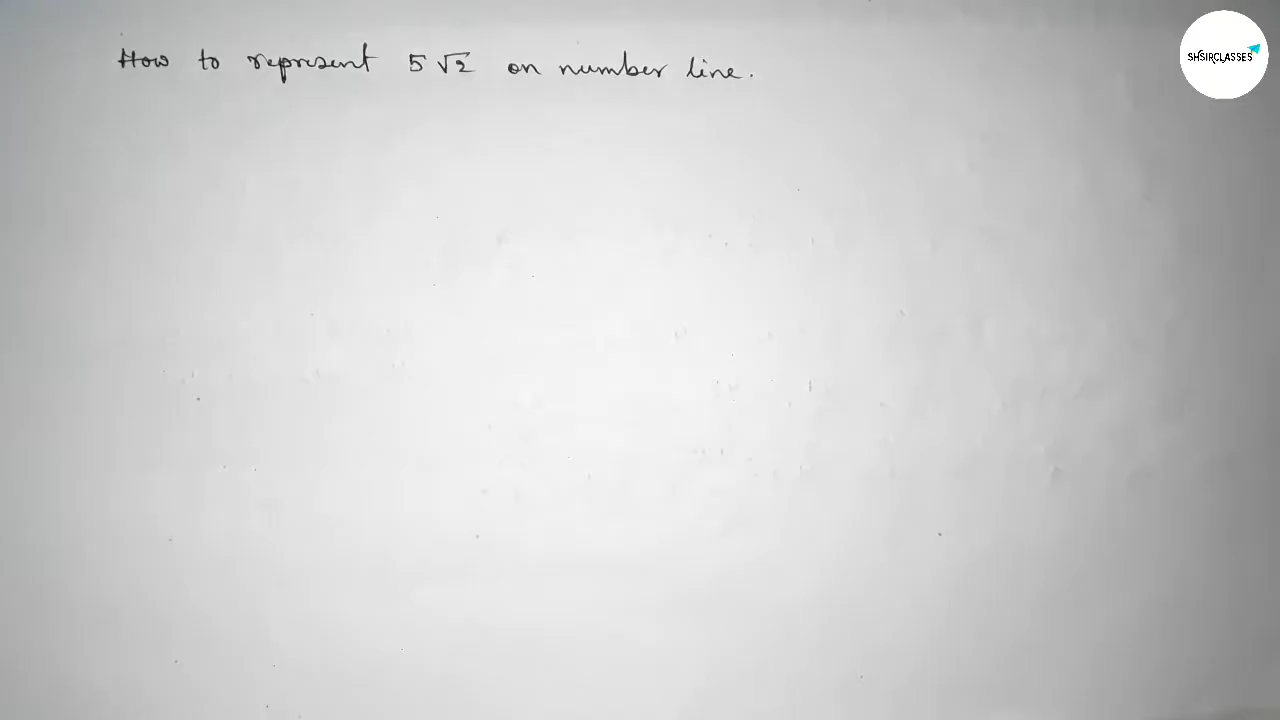 How to represent 5√2 on number line.
SHSIRCLASSES